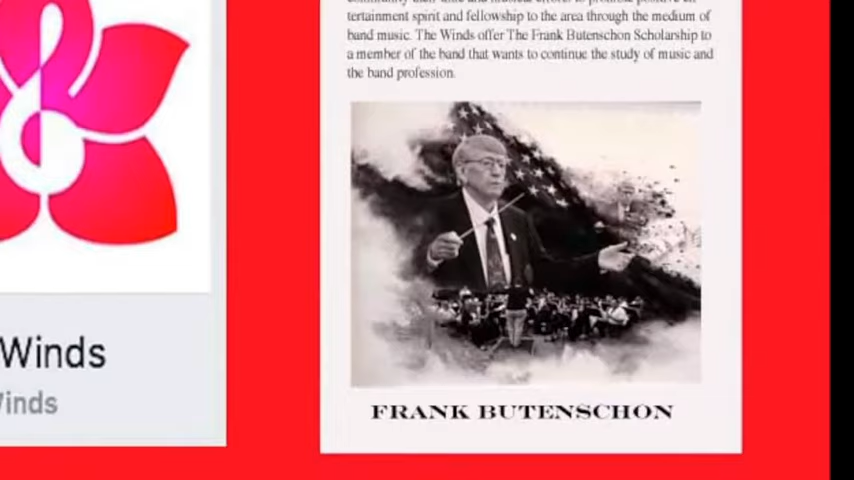 tertainment spirit and fellowship to the area through the medium of
band music. The Winds offer The Frank Butenschon Scholarship to
a member of the band that wants to continue the study of music and
the band profession.
FRANK BUTENSCHON
Winds
Winds